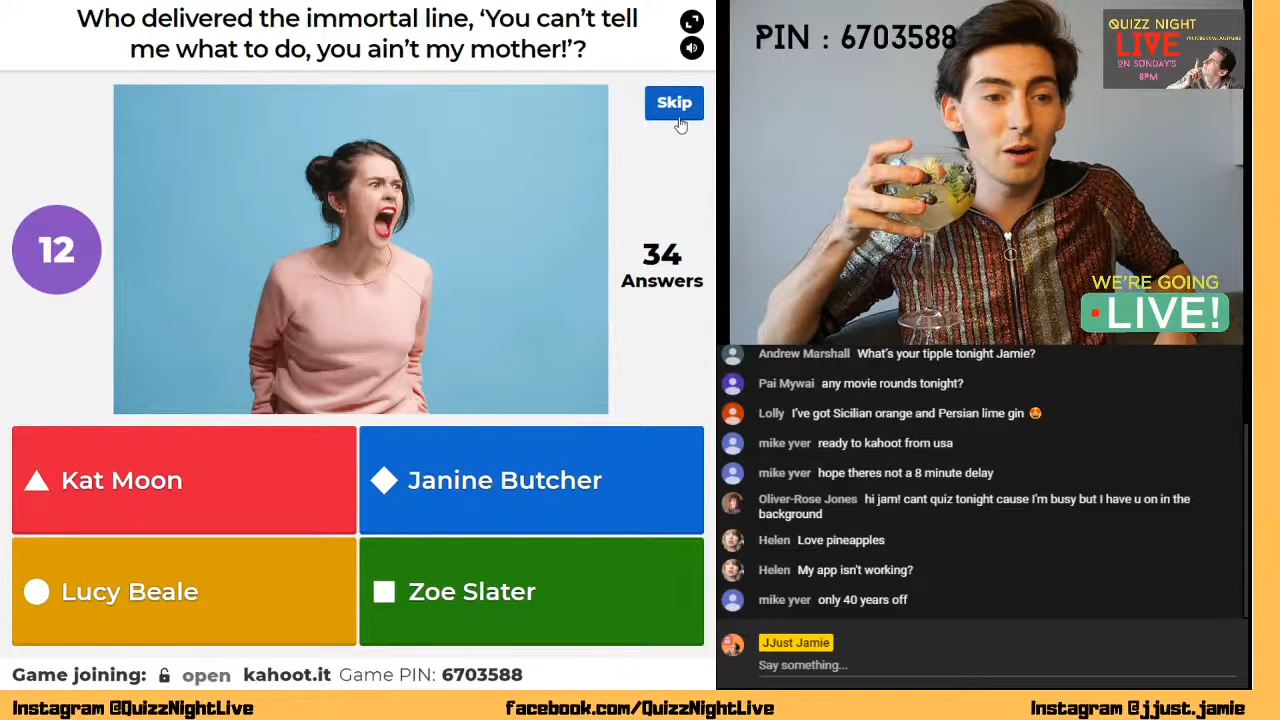 Who delivered the immortal line, ‘You can’t tell
me what to do, you ain’t my mother!’?
Skip
12
34
Answers
Kat Moon
Janine Butcher
Lucy Beale
Zoe Slater
Game joining: open kahoot.it Game PIN: 6703588
PIN : 6703588
QUIZZ NIGHT
LIVE
YOUTUBE.COM/JJUSTJAMIE
ON SUNDAY'S
8PM
WE'RE GOING
LIVE!
Andrew Marshall What's your tipple tonight Jamie?
Pai Mywai any movie rounds tonight?
Lolly I've got Sicilian orange and Persian lime gin 🤩
mike yver ready to kahoot from usa
mike yver hope theres not a 8 minute delay
Oliver-Rose Jones hi jam! cant quiz tonight cause I'm busy but I have u on in the
background
Helen Love pineapples
Helen My app isn't working?
mike yver only 40 years off
JJust Jamie
Say something...
Instagram @QuizzNightLive
facebook.com/QuizzNightLive
Instagram @jjust.jamie